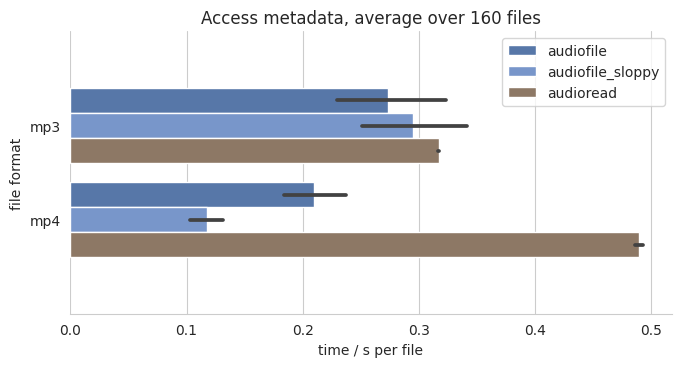 Access metadata, average over 160 files
audiofile
audiofile_sloppy
audioread
file format
mp3
mp4
0.0 0.1 0.2 0.3 0.4 0.5
time / s per file